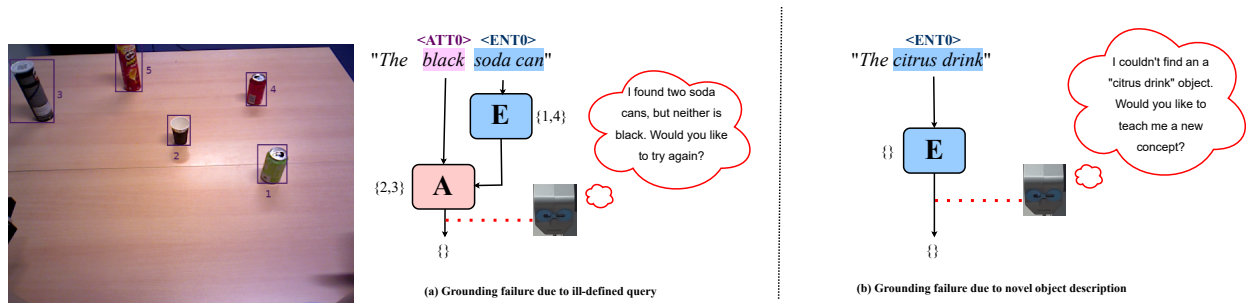 3
5
4
2
1
<ATT0> <ENT0>
"The black soda can"
E {1,4}
{2,3} A
{}
I found two soda
cans, but neither is
black. Would you like
to try again?
(a) Grounding failure due to ill-defined query
<ENT0>
"The citrus drink"
{} E
{}
I couldn't find an a
"citrus drink" object.
Would you like to
teach me a new
concept?
(b) Grounding failure due to novel object description